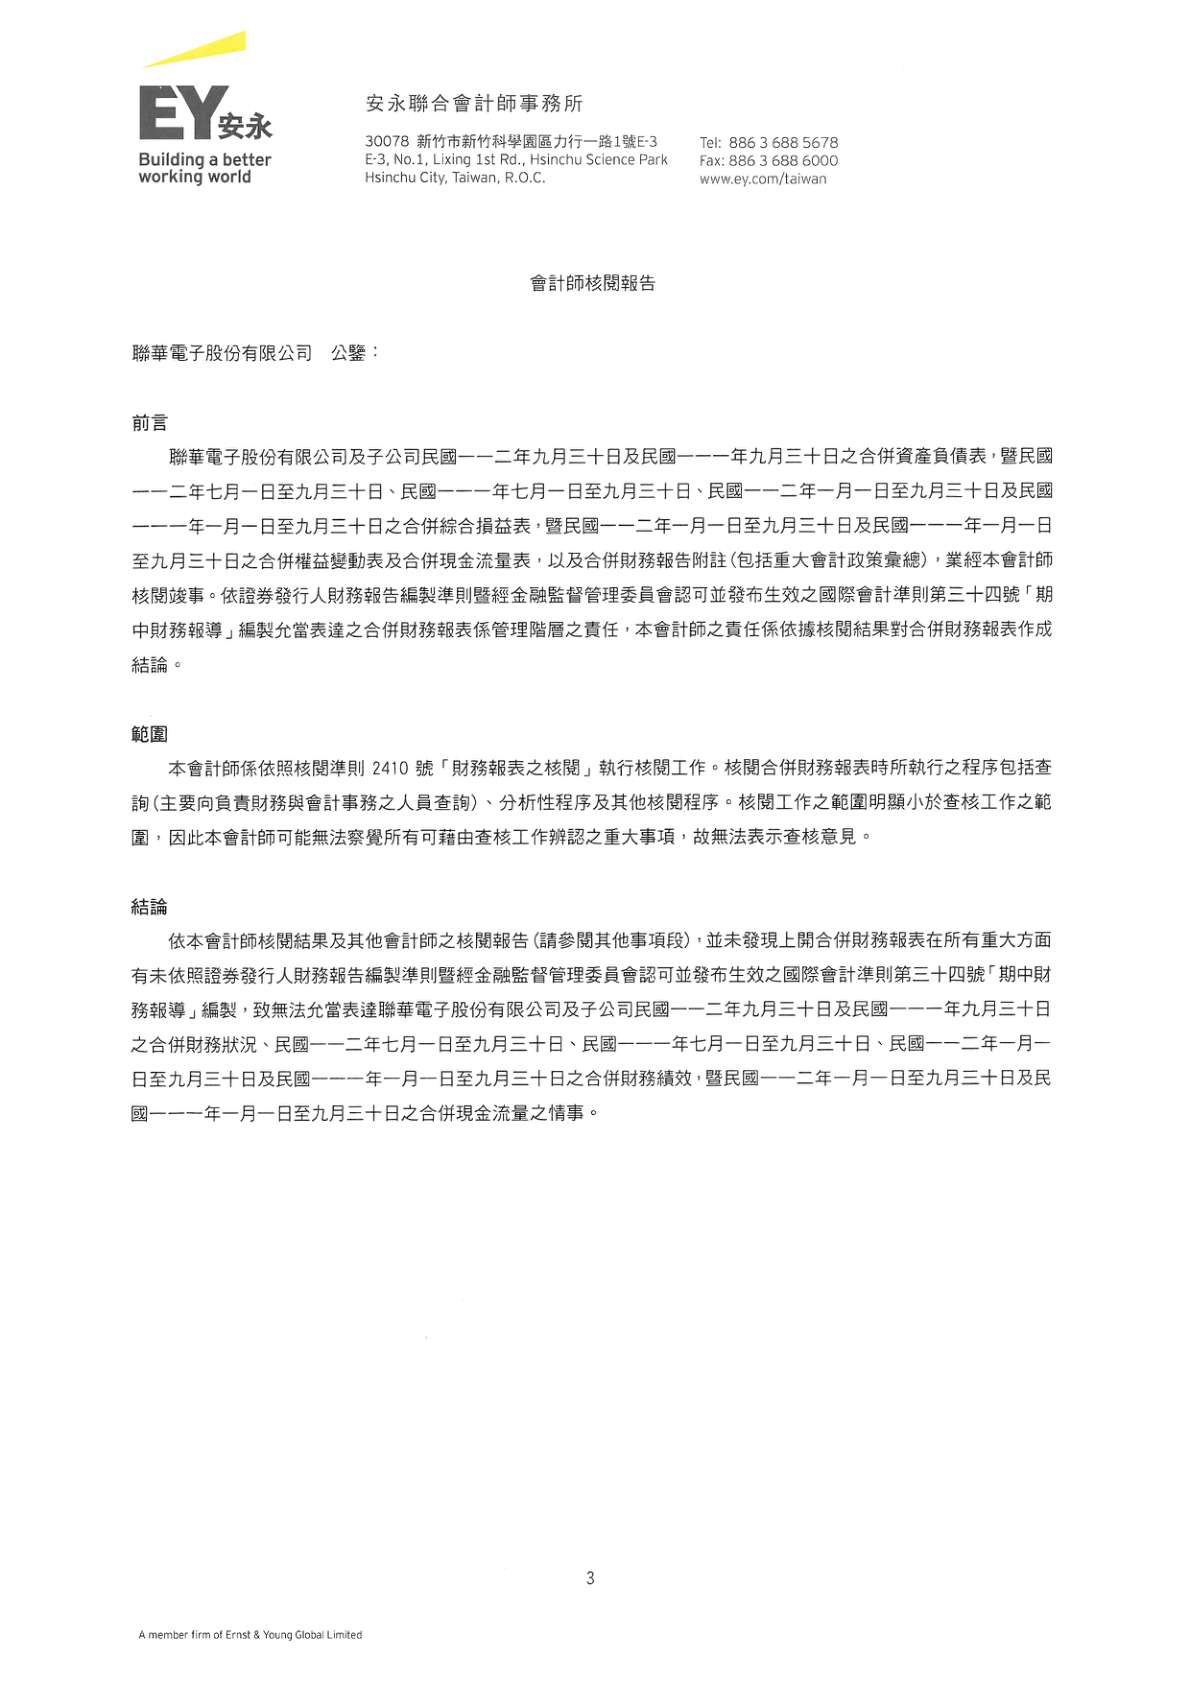 EY安永
Building a better
working world
安永聯合會計師事務所
30078 新竹市新竹科學園區力行一路1號E-3
E-3, No.1, Lixing 1st Rd., Hsinchu Science Park
Hsinchu City, Taiwan, R.O.C.
Tel: 886 3 688 5678
Fax: 886 3 688 6000
www.ey.com/taiwan
會計師核閱報告
聯華電子股份有限公司　公鑒：
前言
聯華電子股份有限公司及子公司民國一一二年九月三十日及民國一一一年九月三十日之合併資產負債表，暨民國
一一二年七月一日至九月三十日、民國一一一年七月一日至九月三十日、民國一一二年一月一日至九月三十日及民國
一一一年一月一日至九月三十日之合併綜合損益表，暨民國一一二年一月一日至九月三十日及民國一一一年一月一日
至九月三十日之合併權益變動表及合併現金流量表，以及合併財務報告附註(包括重大會計政策彙總)，業經本會計師
核閱竣事。依證券發行人財務報告編製準則暨經金融監督管理委員會認可並發布生效之國際會計準則第三十四號「期
中財務報導」編製允當表達之合併財務報表係管理階層之責任，本會計師之責任係依據核閱結果對合併財務報表作成
結論。
範圍
本會計師係依照核閱準則 2410 號「財務報表之核閱」執行核閱工作。核閱合併財務報表時所執行之程序包括查
詢(主要向負責財務與會計事務之人員查詢)、分析性程序及其他核閱程序。核閱工作之範圍明顯小於查核工作之範
圍，因此本會計師可能無法察覺所有可藉由查核工作辨認之重大事項，故無法表示查核意見。
結論
依本會計師核閱結果及其他會計師之核閱報告(請參閱其他事項段)，並未發現上開合併財務報表在所有重大方面
有未依照證券發行人財務報告編製準則暨經金融監督管理委員會認可並發布生效之國際會計準則第三十四號「期中財
務報導」編製，致無法允當表達聯華電子股份有限公司及子公司民國一一二年九月三十日及民國一一一年九月三十日
之合併財務狀況、民國一一二年七月一日至九月三十日、民國一一一年七月一日至九月三十日、民國一一二年一月一
日至九月三十日及民國一一一年一月一日至九月三十日之合併財務績效，暨民國一一二年一月一日至九月三十日及民
國一一一年一月一日至九月三十日之合併現金流量之情事。
3
A member firm of Ernst & Young Global Limited